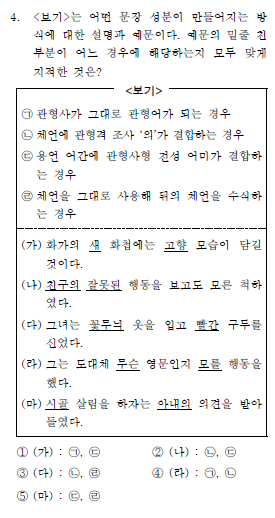 4. <보기>는 어떤 문장 성분이 만들어지는 방
식에 대한 설명과 예문이다. 예문의 밑줄 친
부분이 어느 경우에 해당하는지 모두 맞게
지적한 것은?
<보기>
㉠ 관형사가 그대로 관형어가 되는 경우
㉡ 체언에 관형격 조사 ‘의’가 결합하는 경우
㉢ 용언 어간에 관형사형 전성 어미가 결합하
는 경우
㉣ 체언을 그대로 사용해 뒤의 체언을 수식하
는 경우
(가) 화가의 새 화첩에는 고향 모습이 담길
것이다.
(나) 친구의 잘못된 행동을 보고도 모른 척하
였다.
(다) 그녀는 꽃무늬 옷을 입고 빨간 구두를
신었다.
(라) 그는 도대체 무슨 영문인지 모를 행동을
했다.
(마) 시골 살림을 하자는 아내의 의견을 받아
들였다.
① (가) : ㉠, ㉢ ② (나) : ㉡, ㉢
③ (다) : ㉡, ㉣ ④ (라) : ㉠, ㉡
⑤ (마) : ㉢, ㉣